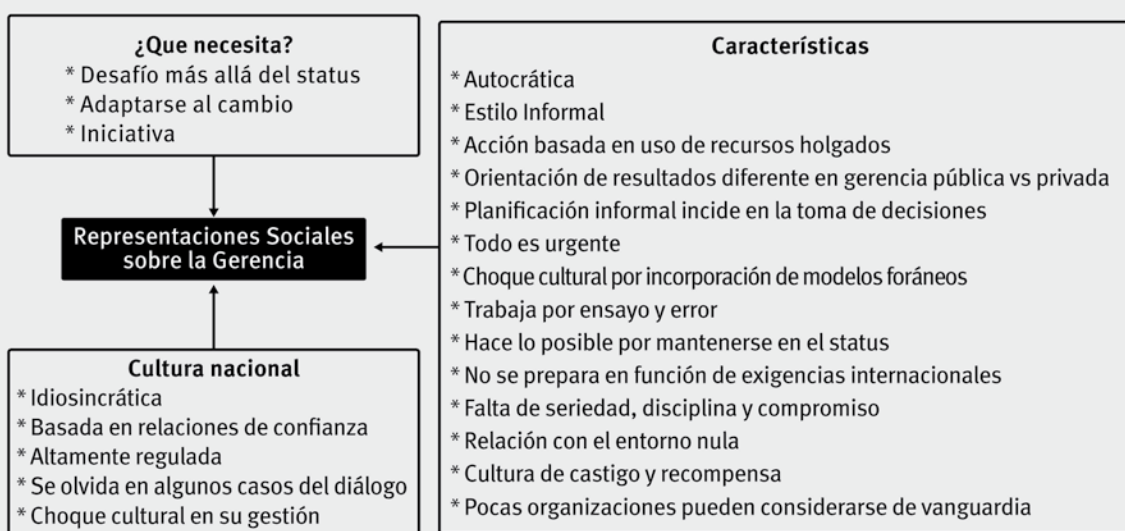 ¿Que necesita?
* Desafío más allá del status
* Adaptarse al cambio
* Iniciativa
Representaciones Sociales
sobre la Gerencia
Cultura nacional
* Idiosincrática
* Basada en relaciones de confianza
* Altamente regulada
* Se olvida en algunos casos del diálogo
* Choque cultural en su gestión
Características
* Autocrática
* Estilo Informal
* Acción basada en uso de recursos holgados
* Orientación de resultados diferente en gerencia pública vs privada
* Planificación informal incide en la toma de decisiones
* Todo es urgente
* Choque cultural por incorporación de modelos foráneos
* Trabaja por ensayo y error
* Hace lo posible por mantenerse en el status
* No se prepara en función de exigencias internacionales
* Falta de seriedad, disciplina y compromiso
* Relación con el entorno nula
* Cultura de castigo y recompensa
* Pocas organizaciones pueden considerarse de vanguardia